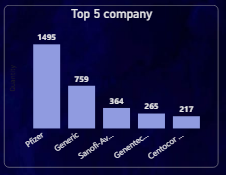 Top 5 company
1495
759
364
265
217
Pfizer
Generic
Sanofi-Av...
Genentec...
Centocor ...